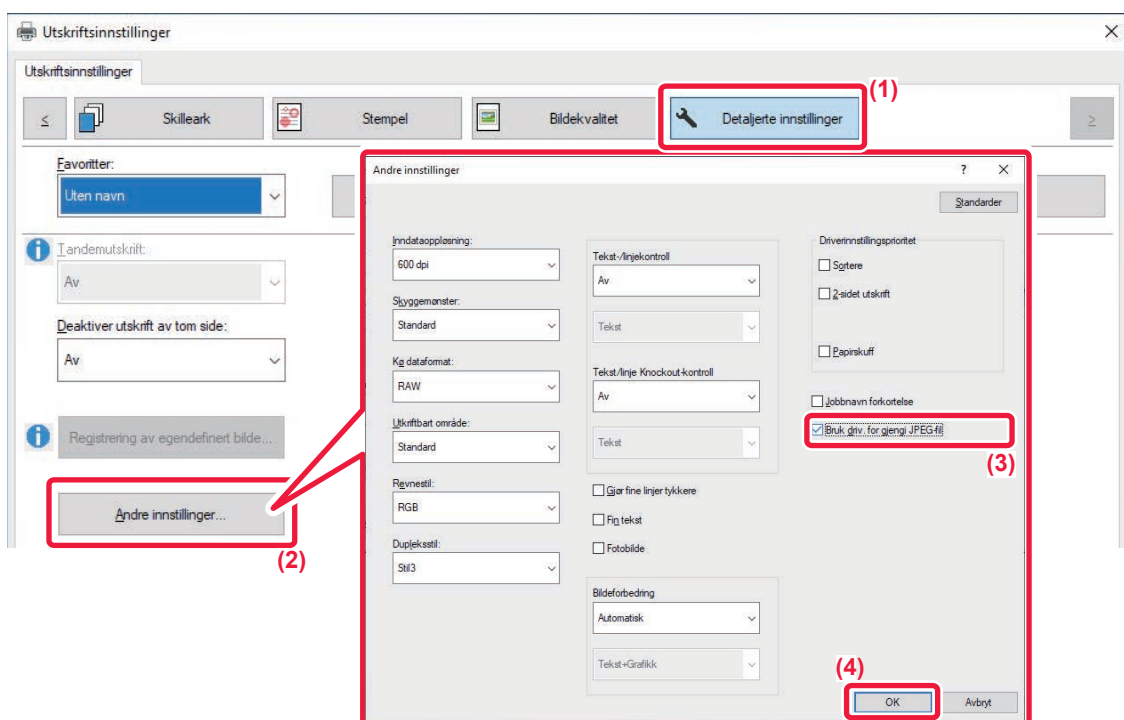 Utskriftsinnstillinger
Utskriftsinnstillinger
(1)
<
Skilleark
Stempel
Bildekvalitet
Detaljerte innstillinger
>
Favoritter:
Uten navn
Tandemutskrift:
Av
Deaktiver utskrift av tom side:
Av
Registrering av egendefinert bilde...
Andre innstillinger...
(2)
Andre innstillinger
?
Standarder
Inndataoppløsning:
600 dpi
Skyggemønster:
Standard
Kø dataformat:
RAW
Utkriftbart område:
Standard
Revnestil:
RGB
Dupleksstil:
Stil3
Tekst-/linjekontroll
Av
Tekst
Tekst/linje Knockout-kontroll
Av
Tekst
Gjør fine linjer tykkere
Fin tekst
Fotobilde
Bildeforbedring
Automatisk
Tekst+Grafikk
Driverinnstillingsprioritet
Sortere
2-sidet utskrift
Papirskuff
Jobbnavn forkortelse
Bruk driv. for gjengi JPEG-fil
(3)
(4)
OK
Avbryt